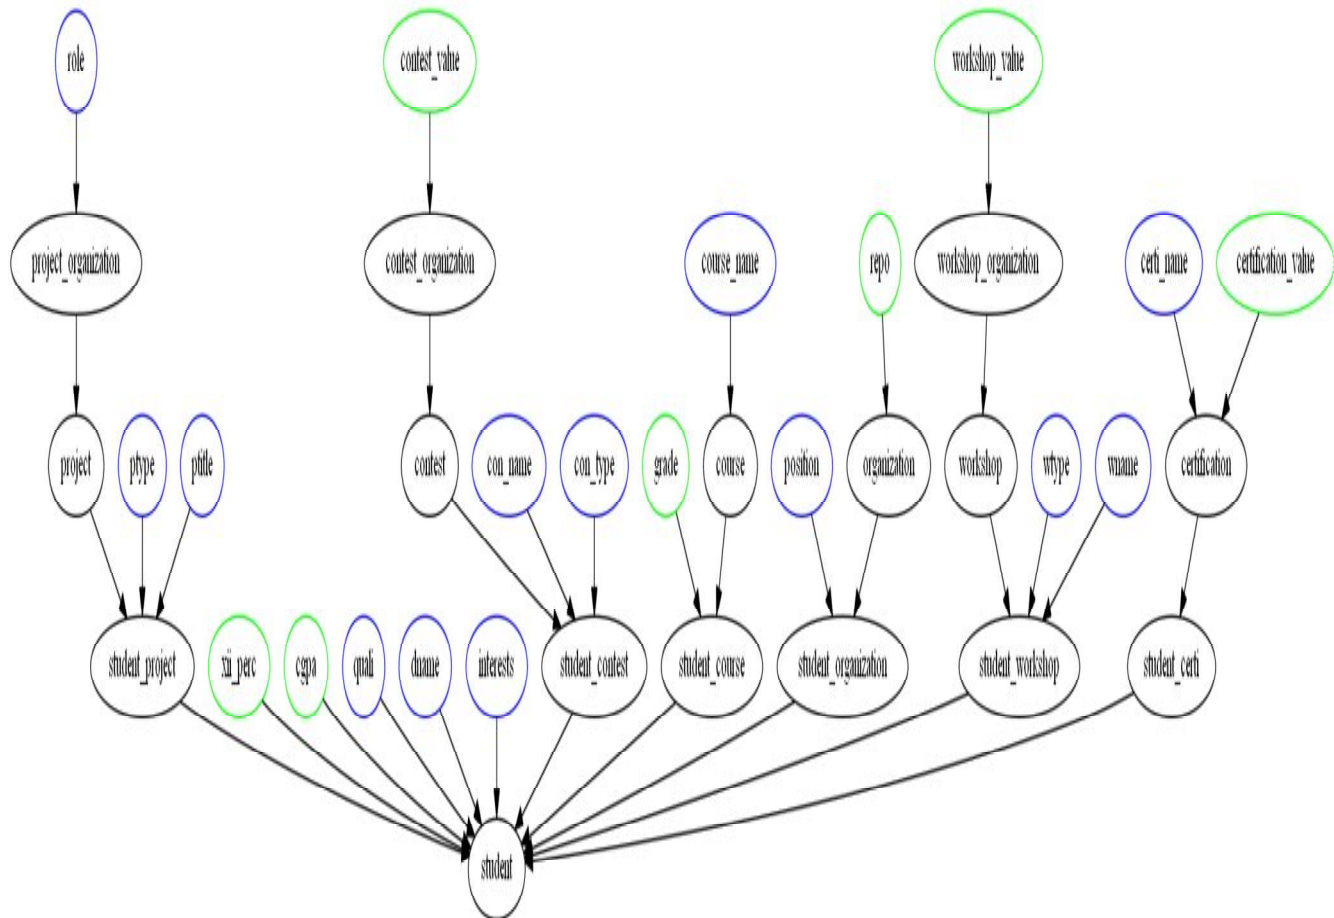 role
contest_value
workshop_value
project_organization
contest_organization
course_name
repo
workshop_organization
certi_name
certification_value
project
ptype
ptitle
contest
con_name
con_type
grade
course
position
organization
workshop
wtype
wname
certification
student_project
xii_perc
cgpa
quali
dname
interests
student_contest
student_course
student_organization
student_workshop
student_certi
student